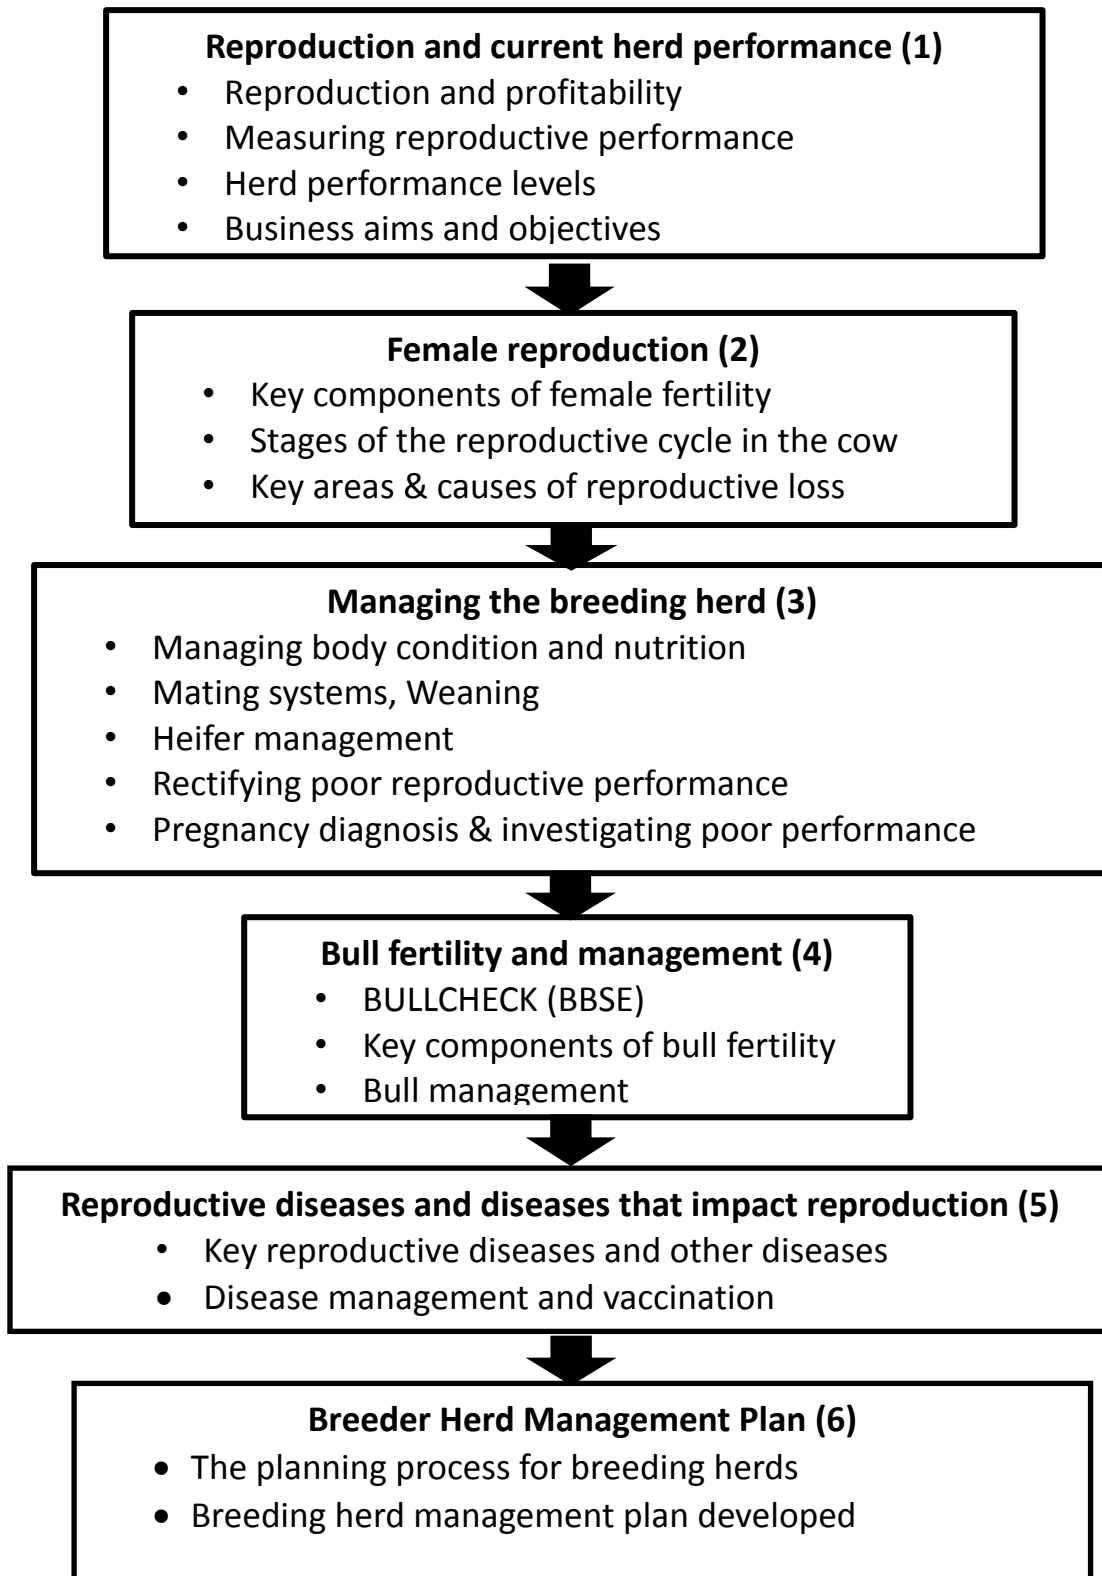 Reproduction and current herd performance (1)
• Reproduction and profitability
• Measuring reproductive performance
• Herd performance levels
• Business aims and objectives
Female reproduction (2)
• Key components of female fertility
• Stages of the reproductive cycle in the cow
• Key areas & causes of reproductive loss
Managing the breeding herd (3)
• Managing body condition and nutrition
• Mating systems, Weaning
• Heifer management
• Rectifying poor reproductive performance
• Pregnancy diagnosis & investigating poor performance
Bull fertility and management (4)
• BULLCHECK (BBSE)
• Key components of bull fertility
• Bull management
Reproductive diseases and diseases that impact reproduction (5)
• Key reproductive diseases and other diseases
• Disease management and vaccination
Breeder Herd Management Plan (6)
• The planning process for breeding herds
• Breeding herd management plan developed